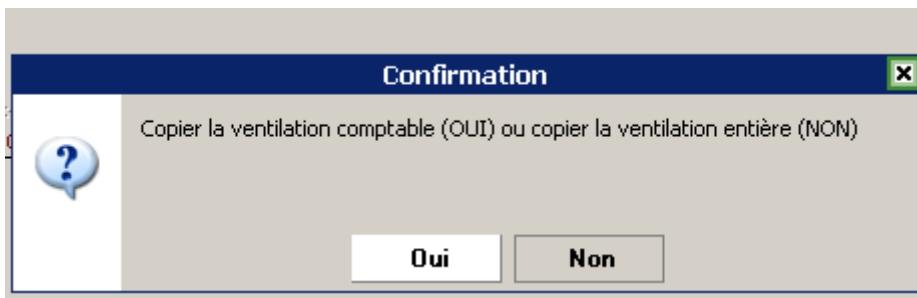 Confirmation
Copier la ventilation comptable (OUI) ou copier la ventilation entière (NON)
Oui
Non